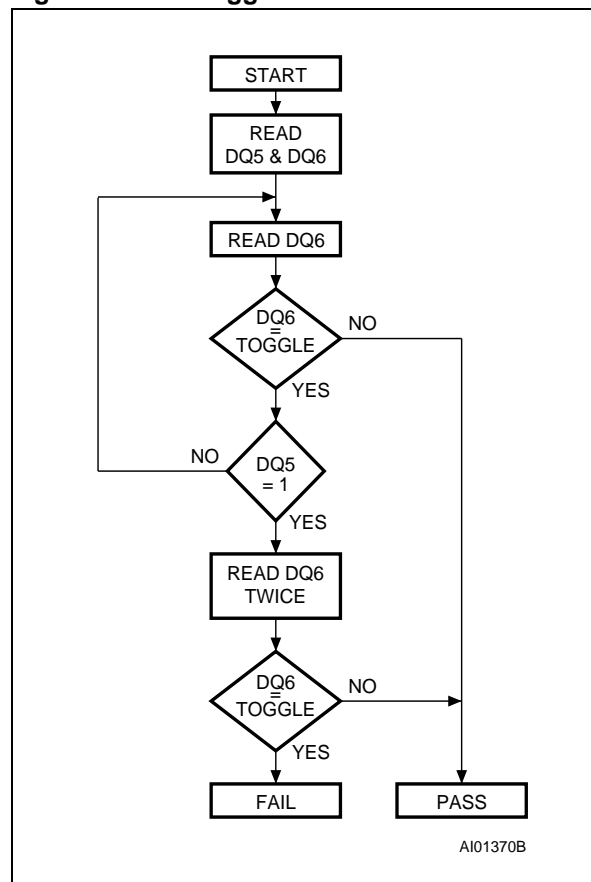 START
READ
DQ5 & DQ6
READ DQ6
DQ6
=
TOGGLE
NO
YES
NO
DQ5
= 1
YES
READ DQ6
TWICE
DQ6
=
TOGGLE
NO
YES
FAIL
PASS
AI01370B